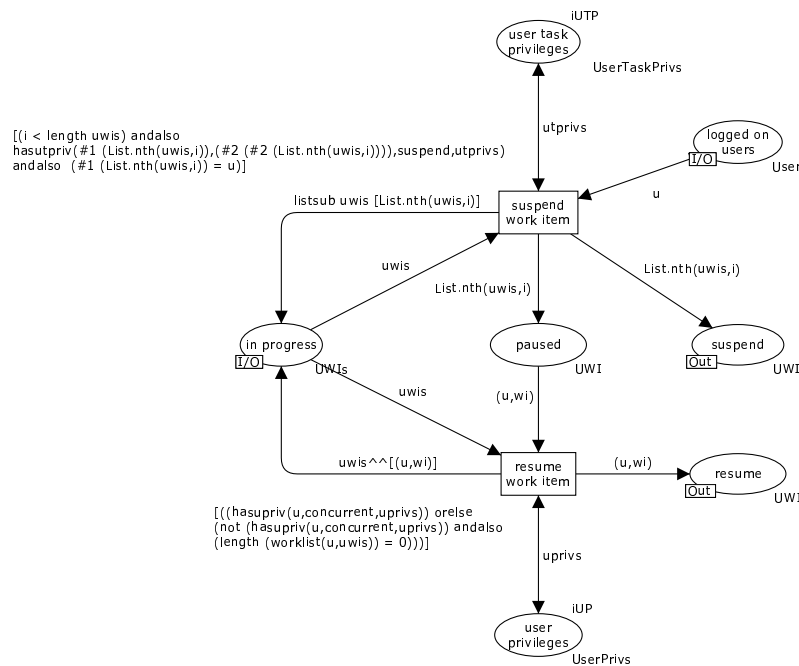 iUTP
user task
privileges
UserTaskPrivs
[(i < length uwis) andalso
hasutpriv(#1 (List.nth(uwis,i)),(#2 (#2 (List.nth(uwis,i)))),suspend,utprivs)
andalso  (#1 (List.nth(uwis,i)) = u)]
utprivs
logged on
users
I/O
User
u
listsub uwis [List.nth(uwis,i)]
suspend
work item
uwis
List.nth(uwis,i)
List.nth(uwis,i)
in progress
I/O
UWIs
paused
UWI
suspend
Out
UWI
uwis
(u,wi)
uwis^^[(u,wi)]
resume
work item
(u,wi)
resume
Out
UWI
[((hasupriv(u,concurrent,uprivs)) orelse
(not (hasupriv(u,concurrent,uprivs)) andalso
(length (worklist(u,uwis)) = 0)))]
uprivs
iUP
user
privileges
UserPrivs